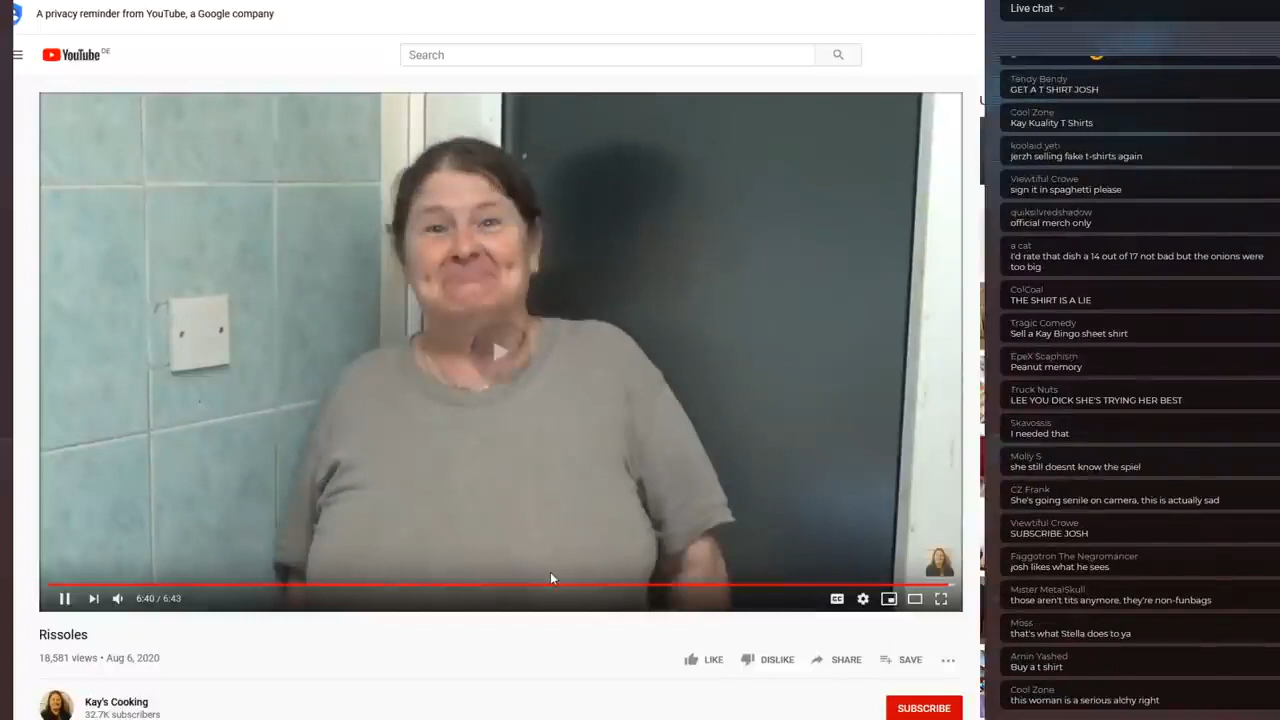 A privacy reminder from YouTube, a Google company
YouTube DE
Search
6:40 / 6:43
CC
Rissoles
18,581 views • Aug 6, 2020
LIKE
DISLIKE
SHARE
SAVE
Kay's Cooking
32.7K subscribers
SUBSCRIBE
Live chat
Tendy Bendy
GET A T SHIRT JOSH
Cool Zone
Kay Kuality T Shirts
koolaid yeti
jerzh selling fake t-shirts again
Viewtiful Crowe
sign it in spaghetti please
quiksilvredshadow
official merch only
a cat
I'd rate that dish a 14 out of 17 not bad but the onions were
too big
ColCoal
THE SHIRT IS A LIE
Tragic Comedy
Sell a Kay Bingo sheet shirt
EpeX Scaphism
Peanut memory
Truck Nuts
LEE YOU DICK SHE'S TRYING HER BEST
Skavossis
I needed that
Molly S
she still doesnt know the spiel
CZ Frank
She's going senile on camera, this is actually sad
Viewtiful Crowe
SUBSCRIBE JOSH
Faggotron The Negromancer
josh likes what he sees
Mister MetalSkull
those aren't tits anymore, they're non-funbags
Moss
that's what Stella does to ya
Amin Yashed
Buy a t shirt
Cool Zone
this woman is a serious alchy right